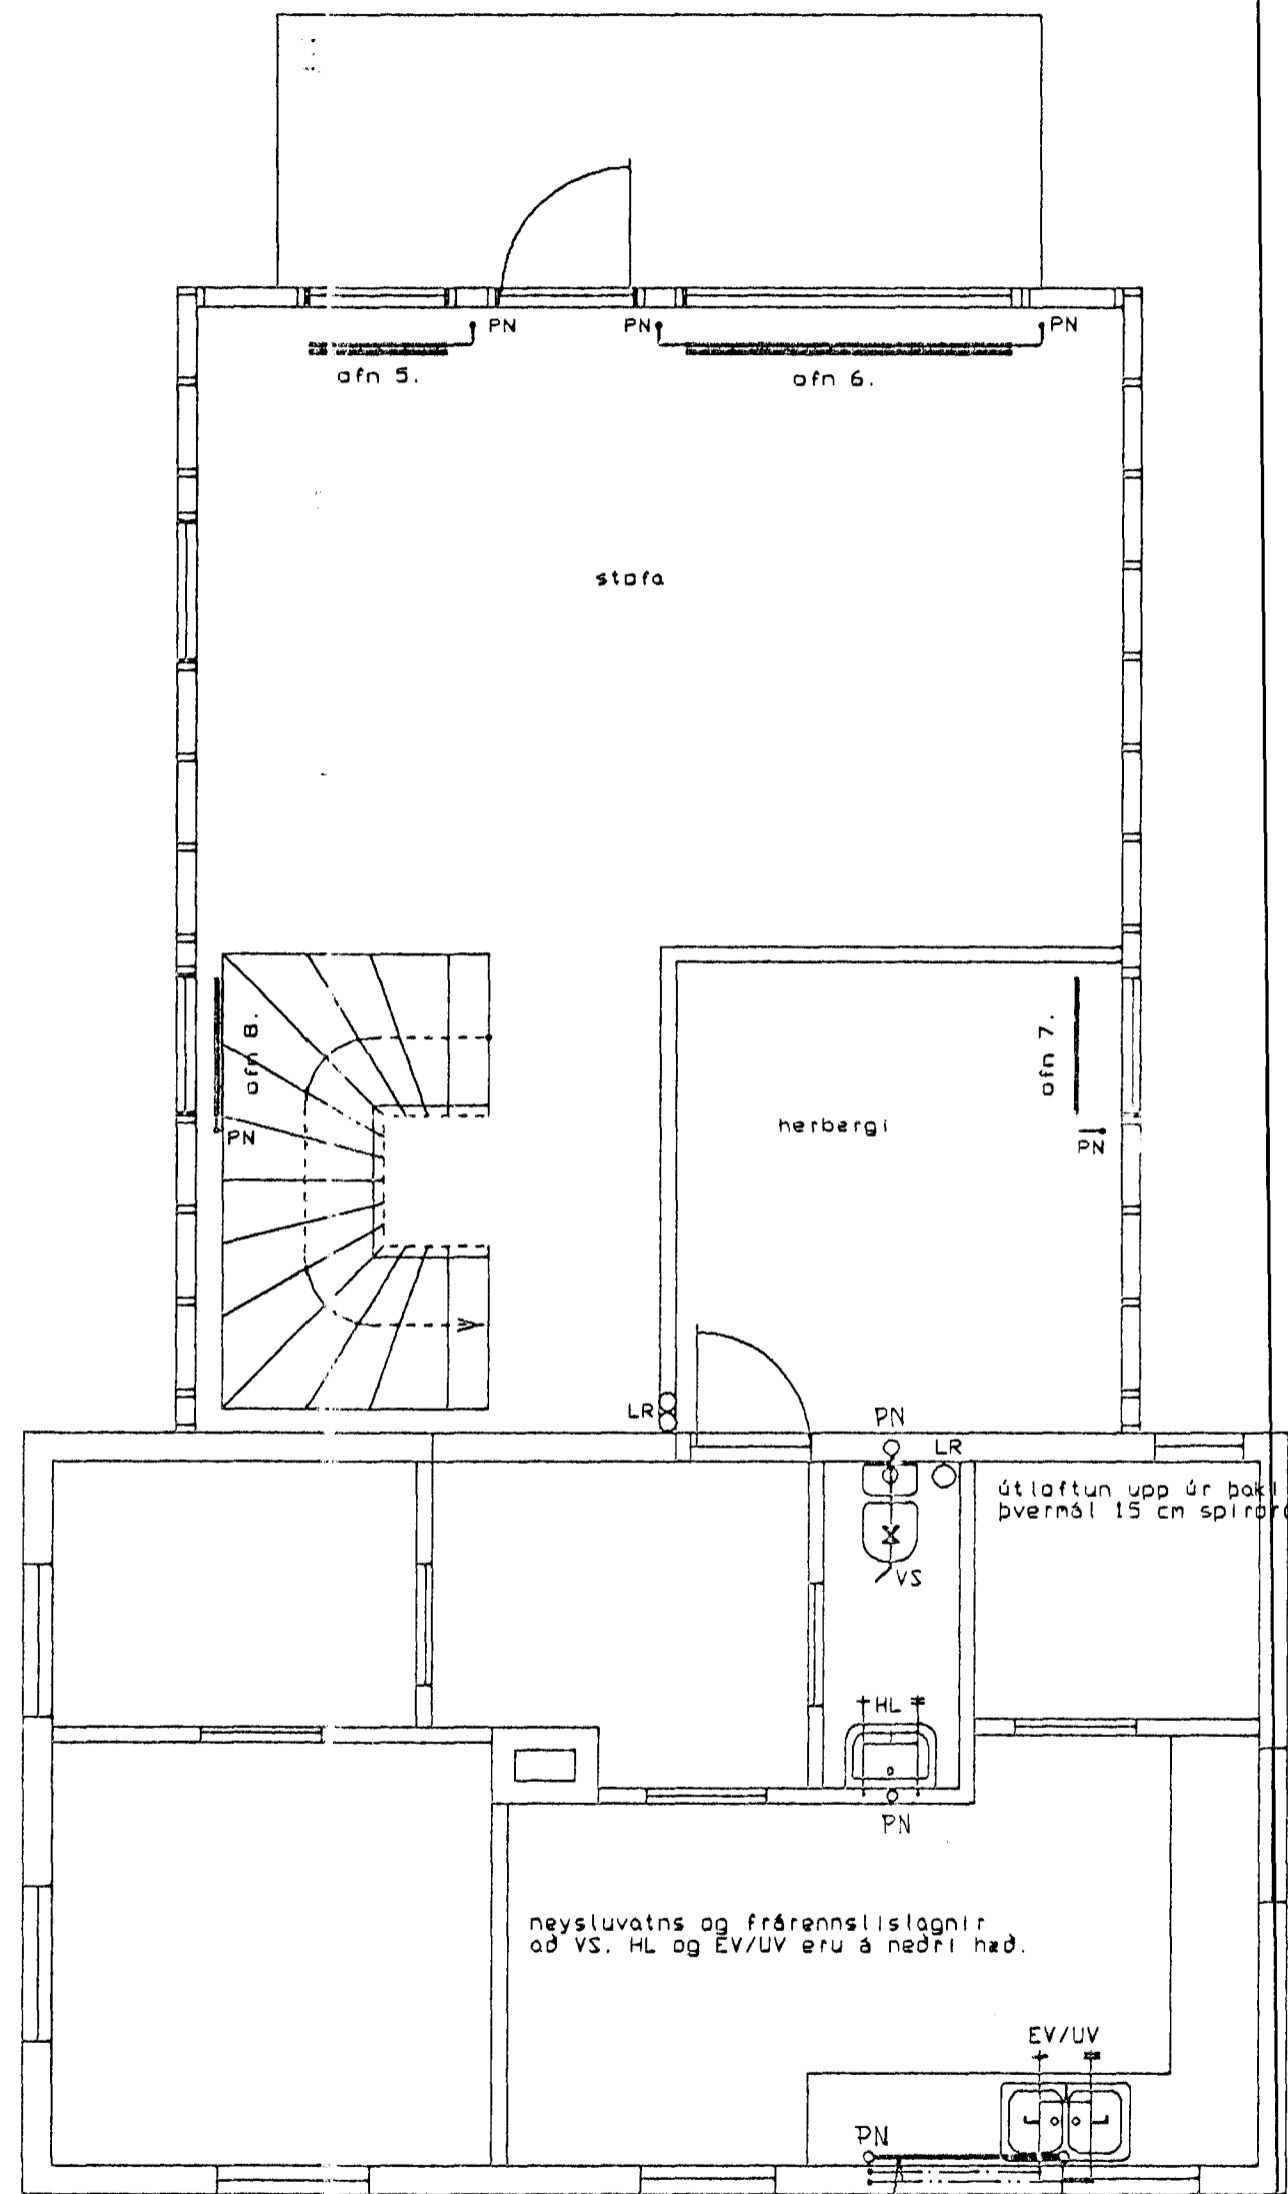 PN
PN
PN
ofn 5.
ofn 6.
stofa
ofn 8.
ofn 7.
PN
herbergi
PN
LR
PN
LR
útloftun upp úr þaki
þvermál 15 cm
VS
HL
PN
neysluvatns og frárennslislagnir
að VS. HL og EV/UV eru á neðri hæð.
EV/UV
PN